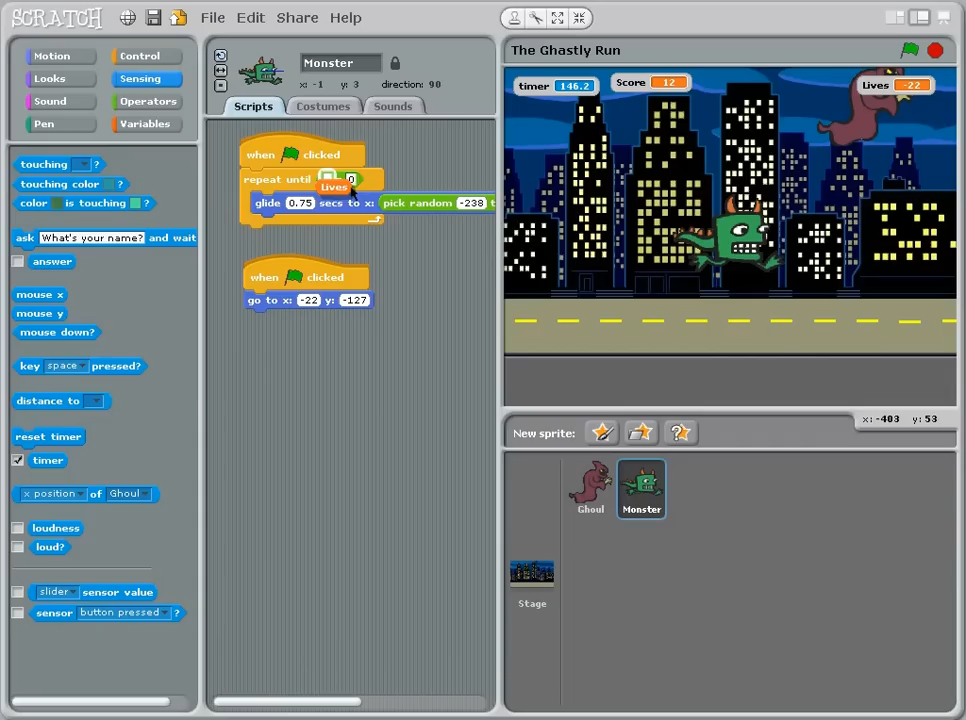 SCRATCH File Edit Share Help
Motion Control
Looks Sensing
Sound Operators
Pen Variables
touching ?
touching color ?
color is touching ?
ask What's your name? and wait
answer
mouse x
mouse y
mouse down?
key space pressed?
distance to
reset timer
timer
x position of Ghoul
loudness
loud?
slider sensor value
sensor button pressed ?
Monster
x: -1 y: 3 direction: 90
Scripts Costumes Sounds
when clicked
repeat until 0
Lives
glide 0.75 secs to x: pick random -238 t
when clicked
go to x: -22 y: -127
The Ghastly Run
timer 146.2 Score 12 Lives -22
x: -403 y: 53
New sprite:
Ghoul Monster
Stage